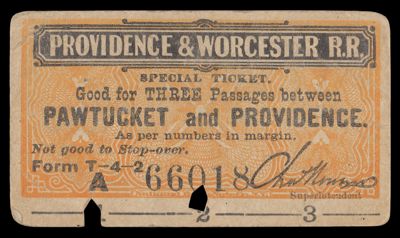 PROVIDENCE & WORCESTER R.R.
SPECIAL TICKET.
Good for THREE Passages between
PAWTUCKET and PROVIDENCE.
As per numbers in margin.
Not good to Stop-over.
Form T-4-2
A 66018
Superintendent
2 3